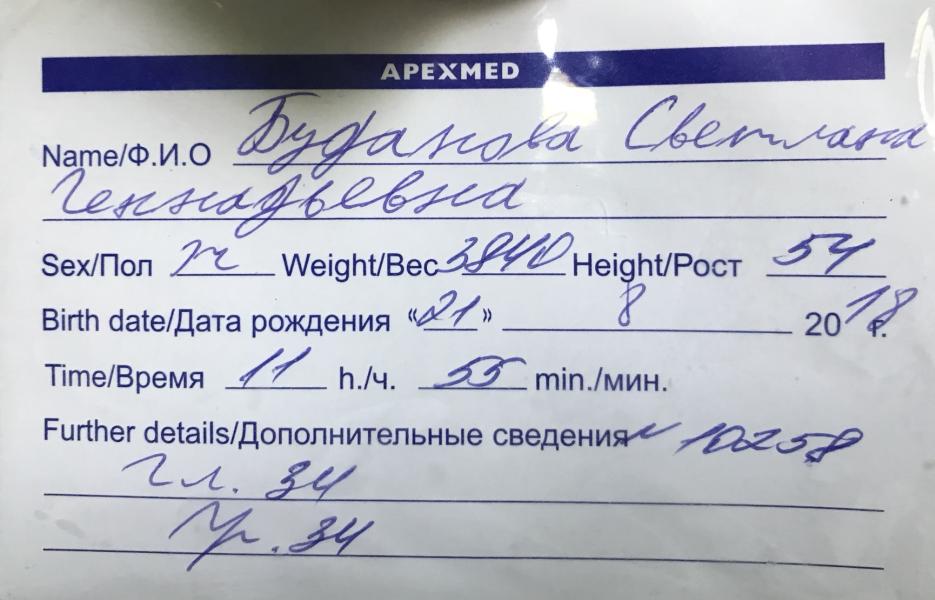 APEXMED
Name/Ф.И.О Буданова Светлана
Геннадьевна
Sex/Пол ж Weight/Вес 3840 Height/Рост 54
Birth date/Дата рождения «21» 8 2018 г.
Time/Время 11 h./ч. 55 min./мин.
Further details/Дополнительные сведения № 10258
Гл. 34
Гр. 34